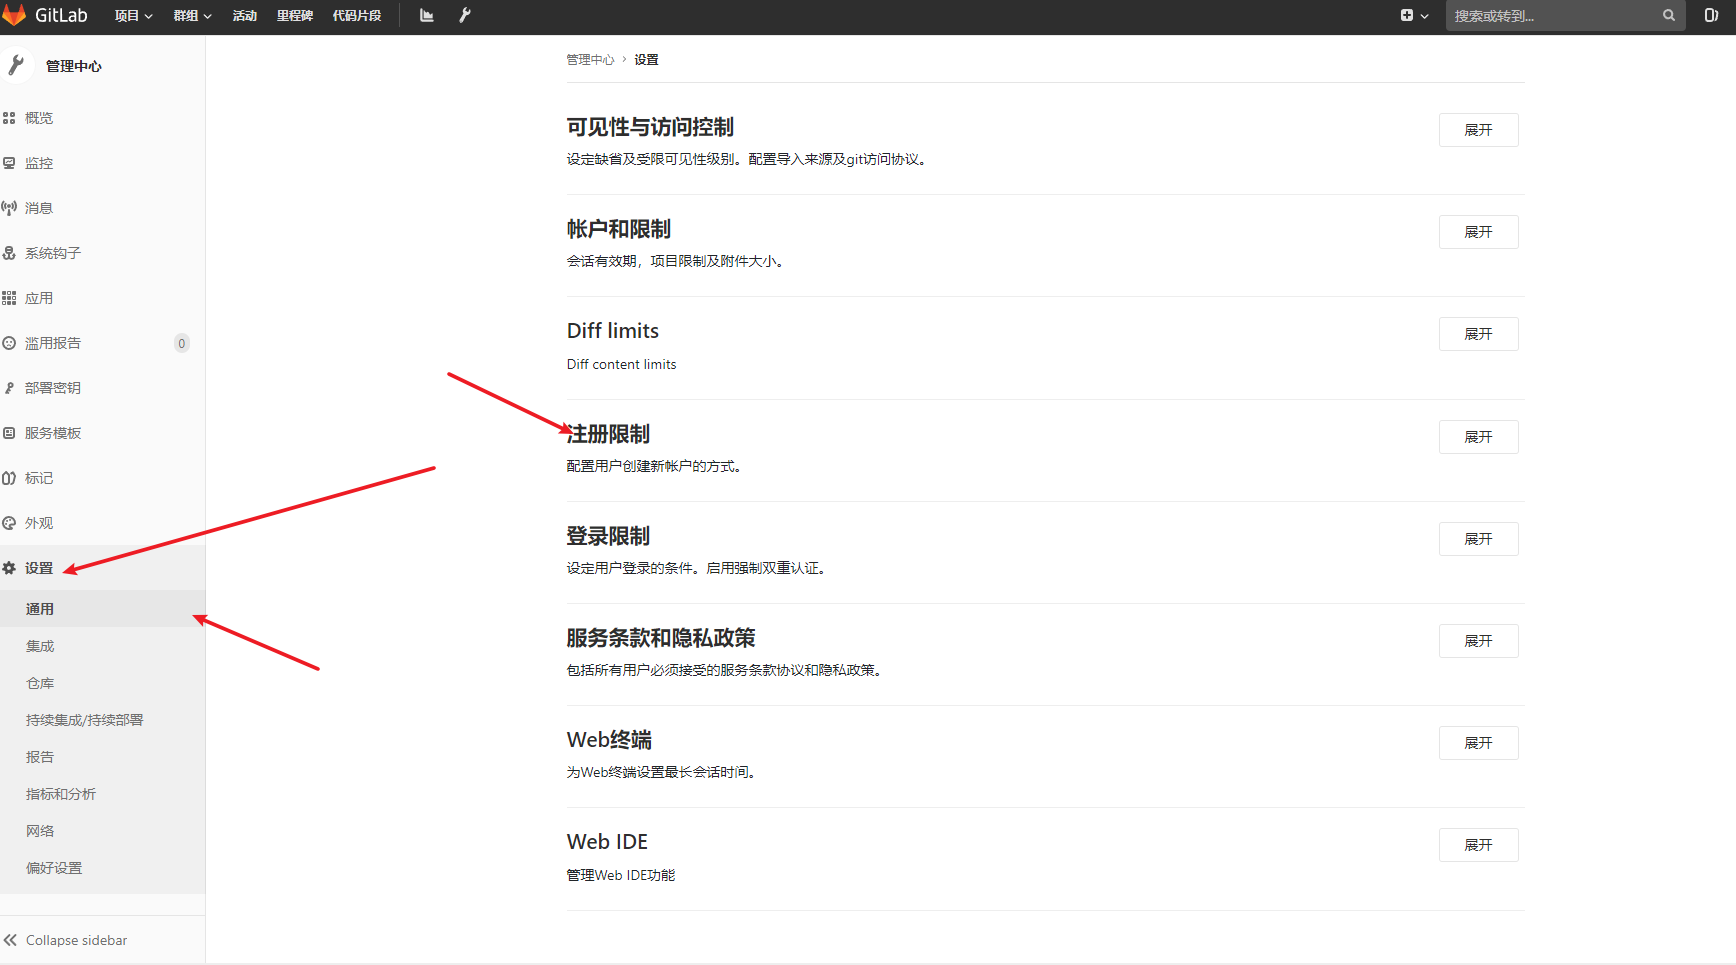 GitLab 项目 群组 活动 里程碑 代码片段 搜索或转到...
管理中心
概览
监控
消息
系统钩子
应用
滥用报告 0
部署密钥
服务模板
标记
外观
设置
通用
集成
仓库
持续集成/持续部署
报告
指标和分析
网络
偏好设置
Collapse sidebar
管理中心 › 设置
可见性与访问控制 展开
设定缺省及受限可见性级别。配置导入来源及git访问协议。
帐户和限制 展开
会话有效期，项目限制及附件大小。
Diff limits 展开
Diff content limits
注册限制 展开
配置用户创建新帐户的方式。
登录限制 展开
设定用户登录的条件。启用强制双重认证。
服务条款和隐私政策 展开
包括所有用户必须接受的服务条款协议和隐私政策。
Web终端 展开
为Web终端设置最长会话时间。
Web IDE 展开
管理Web IDE功能